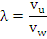 λ = v_u / v_w